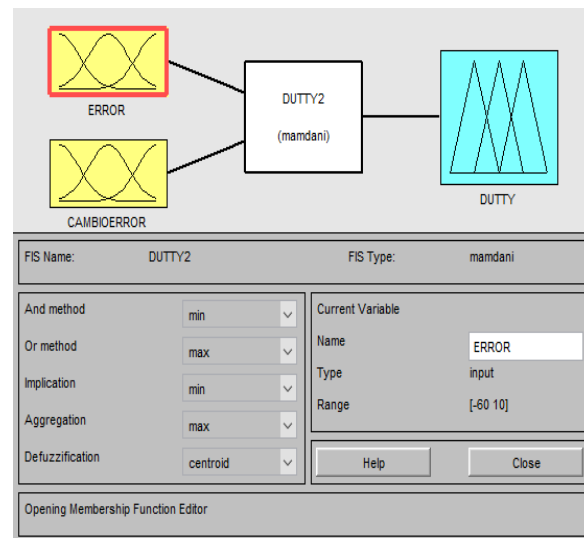 ERROR
DUTTY2
(mamdani)
DUTTY
CAMBIOERROR
FIS Name: DUTTY2 FIS Type: mamdani
And method min
Or method max
Implication min
Aggregation max
Defuzzification centroid
Current Variable
Name ERROR
Type input
Range [-60 10]
Help Close
Opening Membership Function Editor